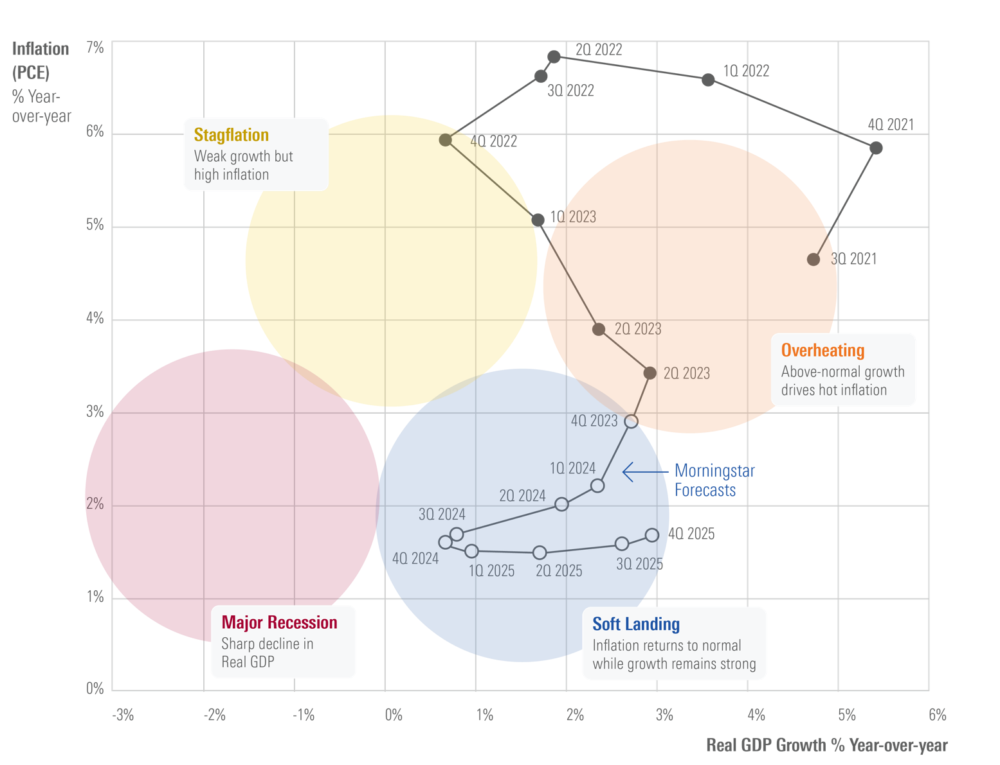 Inflation
(PCE)
% Year-
over-year
7%
6%
5%
4%
3%
2%
1%
0%
2Q 2022
1Q 2022
3Q 2022
4Q 2021
4Q 2022
Stagflation
Weak growth but
high inflation
1Q 2023
3Q 2021
2Q 2023
Overheating
Above-normal growth
drives hot inflation
2Q 2023
4Q 2023
1Q 2024
Morningstar
Forecasts
2Q 2024
3Q 2024
4Q 2025
4Q 2024
1Q 2025
2Q 2025
3Q 2025
Major Recession
Sharp decline in
Real GDP
Soft Landing
Inflation returns to normal
while growth remains strong
-3%
-2%
-1%
0%
1%
2%
3%
4%
5%
6%
Real GDP Growth % Year-over-year